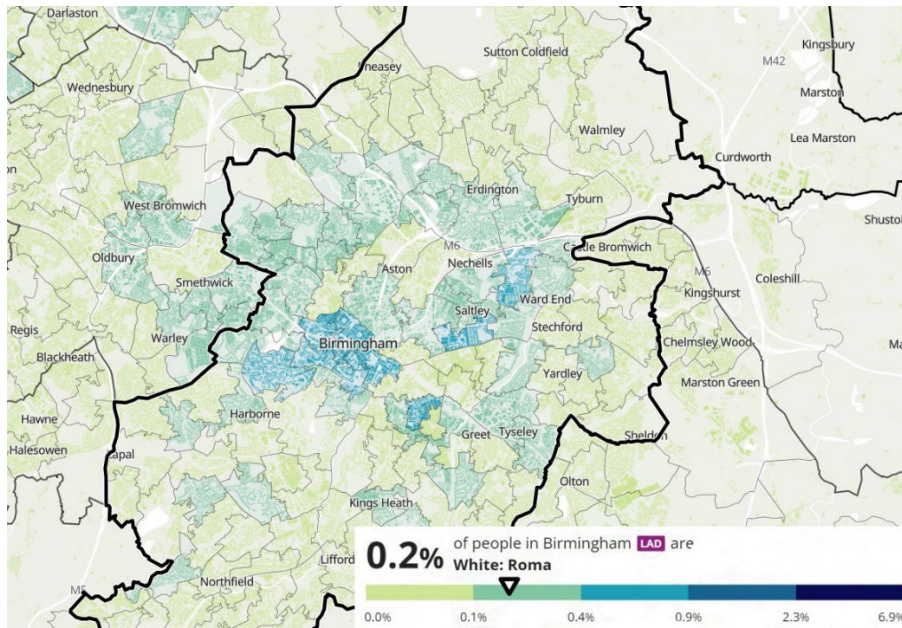 Darlaston
Kingsbury
Sutton Coldfield
M42
Wednesbury
Marston
Walmley
Lea Marston
Curdworth
Erdington
West Bromwich
Tyburn
Shusto
M6
Castle Bromwich
Oldbury
Aston
Nechells
M6
Coleshill
Smethwick
Kingshurst
Saltley
Ward End
Regis
Stechford
Warley
Birmingham
Chelmsley Wood
Blackheath
Yardley
Marston Green
Harborne
Hawne
Greet
Tyseley
Sheldon
Halesowen
Olton
Kings Heath
0.2% of people in Birmingham LAD are
White: Roma
Northfield
M5
0.0% 0.1% 0.4% 0.9% 2.3% 6.9%